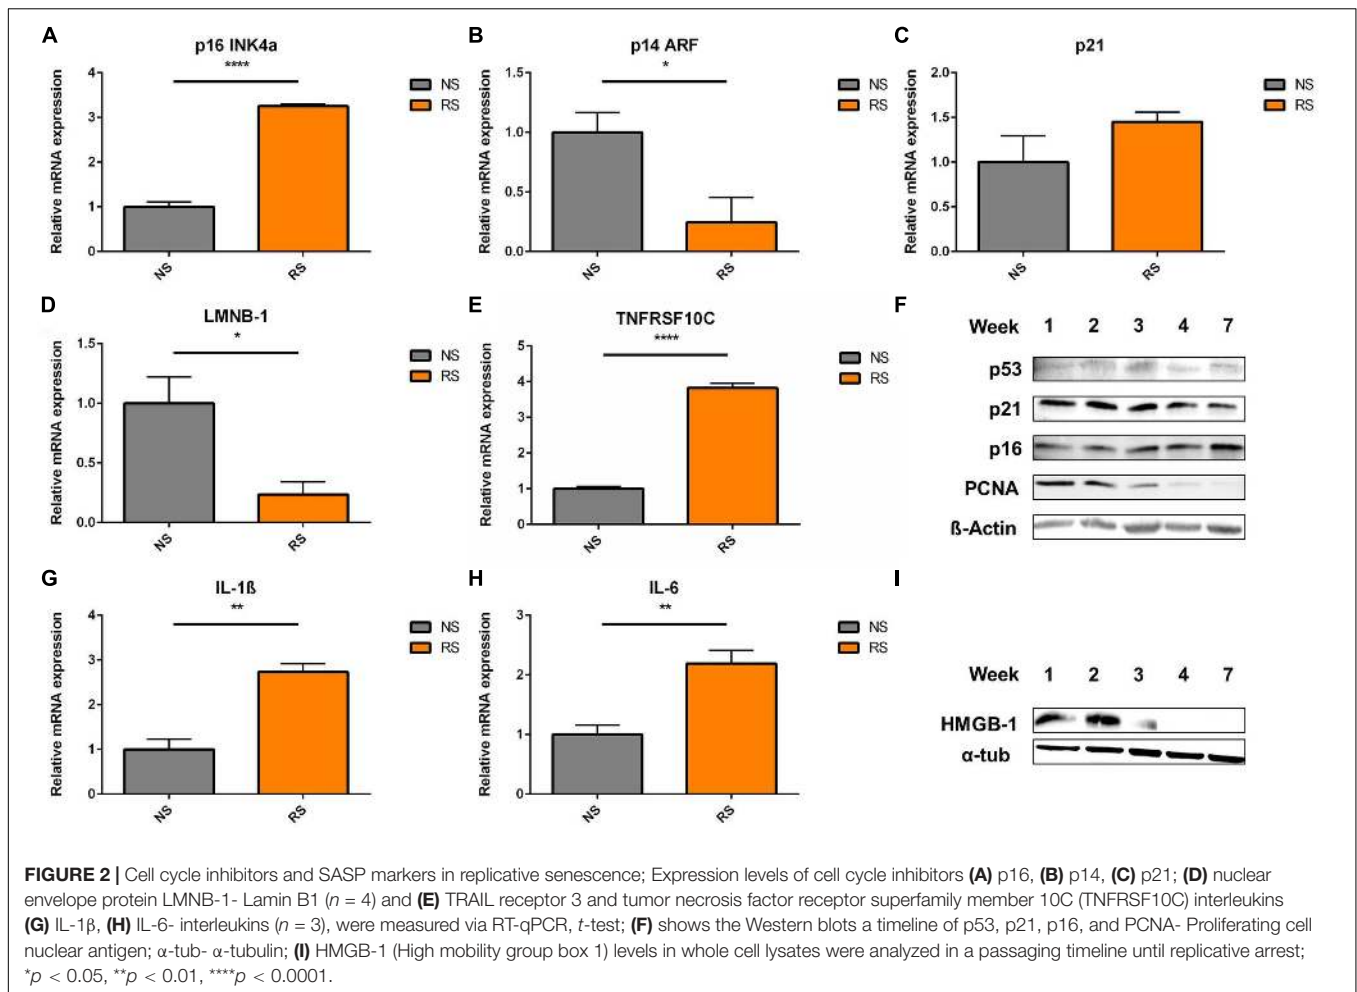 A
p16 INK4a
****
Relative mRNA expression
4
3
2
1
0
NS
RS
NS
RS
B
p14 ARF
*
Relative mRNA expression
1.5
1.0
0.5
0.0
NS
RS
NS
RS
C
p21
Relative mRNA expression
2.0
1.5
1.0
0.5
0.0
NS
RS
NS
RS
D
LMNB-1
*
Relative mRNA expression
1.5
1.0
0.5
0.0
NS
RS
NS
RS
E
TNFRSF10C
****
Relative mRNA expression
5
4
3
2
1
0
NS
RS
NS
RS
F
Week 1 2 3 4 7
p53
p21
p16
PCNA
ß-Actin
G
IL-1ß
**
Relative mRNA expression
4
3
2
1
0
NS
RS
NS
RS
H
IL-6
**
Relative mRNA expression
3
2
1
0
NS
RS
NS
RS
I
Week 1 2 3 4 7
HMGB-1
α-tub
FIGURE 2 | Cell cycle inhibitors and SASP markers in replicative senescence; Expression levels of cell cycle inhibitors (A) p16, (B) p14, (C) p21; (D) nuclear
envelope protein LMNB-1- Lamin B1 (n = 4) and (E) TRAIL receptor 3 and tumor necrosis factor receptor superfamily member 10C (TNFRSF10C) interleukins
(G) IL-1β, (H) IL-6- interleukins (n = 3), were measured via RT-qPCR, t-test; (F) shows the Western blots a timeline of p53, p21, p16, and PCNA- Proliferating cell
nuclear antigen; α-tub- α-tubulin; (I) HMGB-1 (High mobility group box 1) levels in whole cell lysates were analyzed in a passaging timeline until replicative arrest;
*p < 0.05, **p < 0.01, ****p < 0.0001.